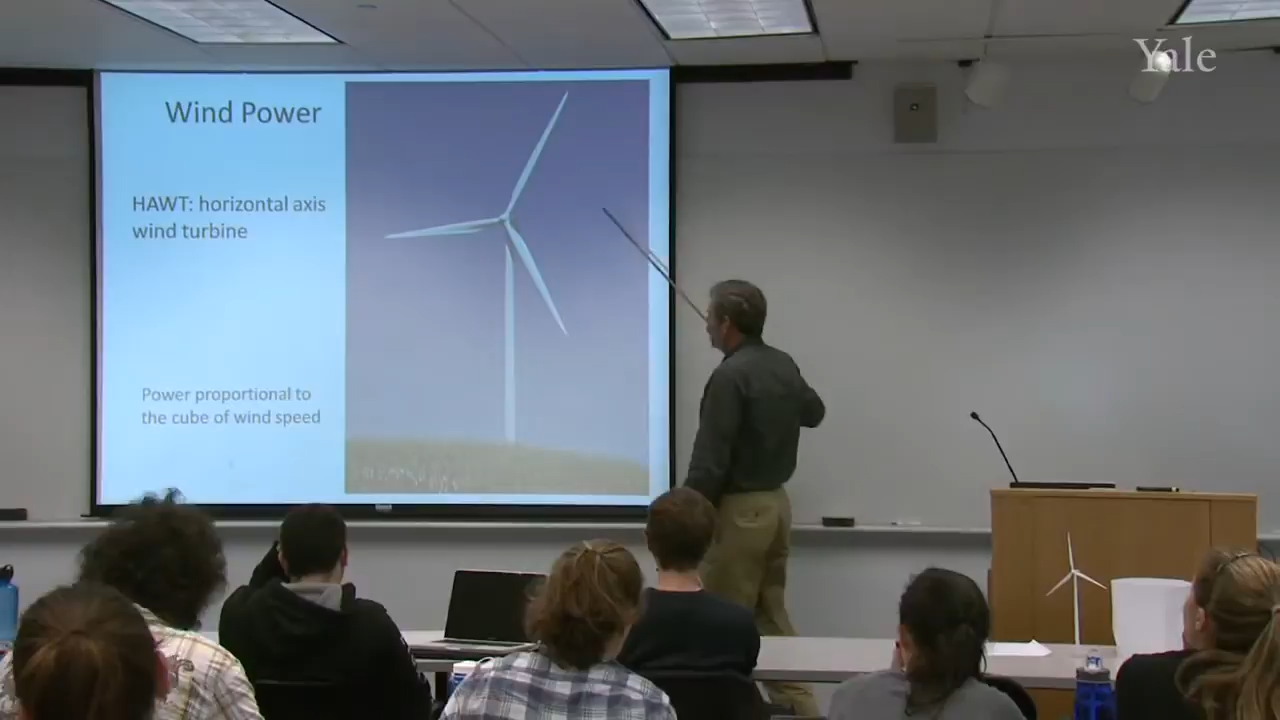 Yale
Wind Power
HAWT: horizontal axis
wind turbine
Power proportional to
the cube of wind speed